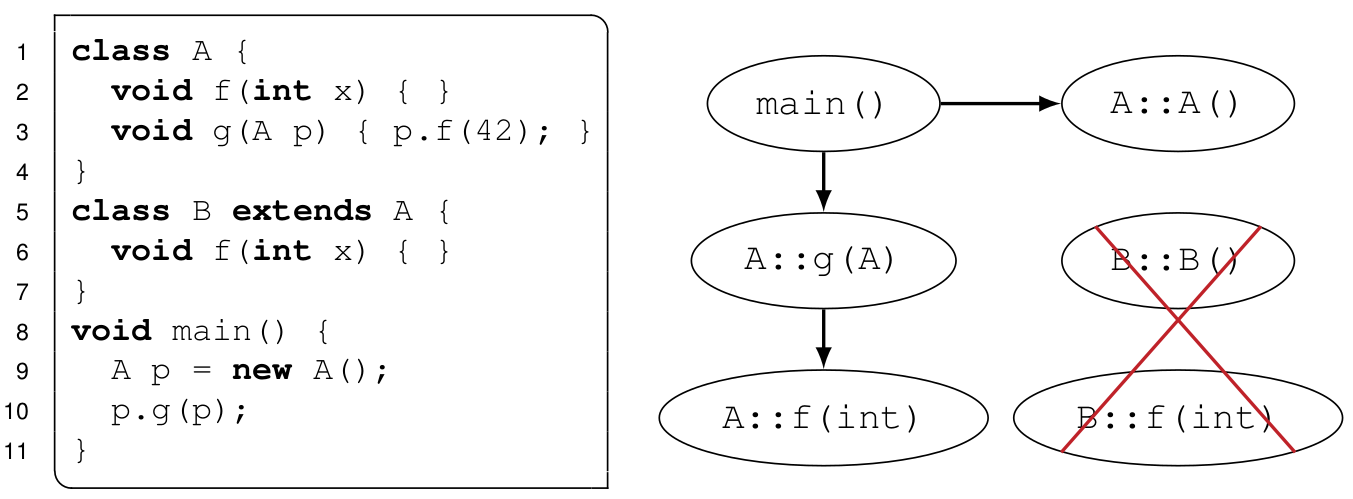 1 class A {
2   void f(int x) { }
3   void g(A p) { p.f(42); }
4 }
5 class B extends A {
6   void f(int x) { }
7 }
8 void main() {
9   A p = new A();
10   p.g(p);
11 }
main()
A::A()
A::g(A)
B::B()
A::f(int)
B::f(int)